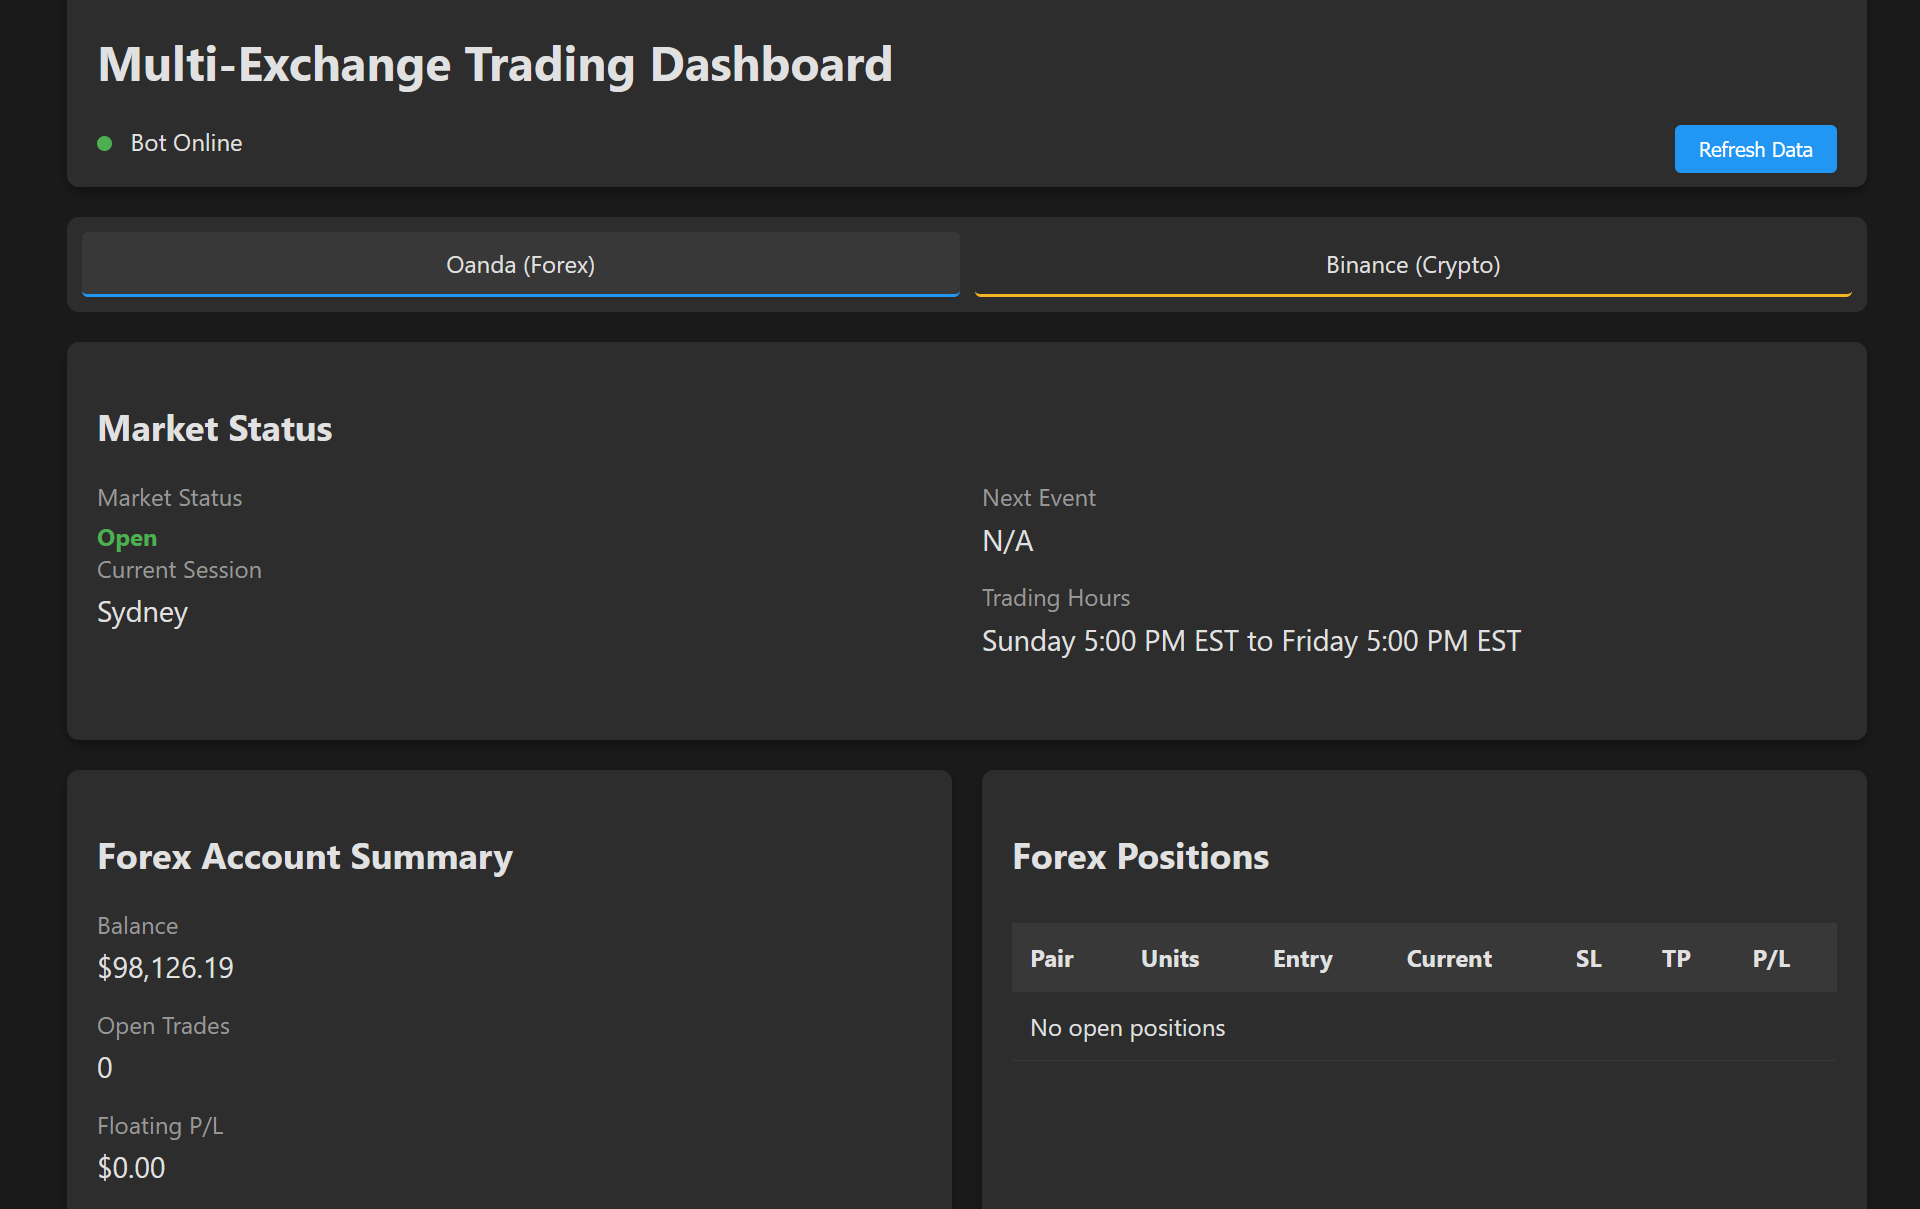 Multi-Exchange Trading Dashboard
Bot Online
Refresh Data
Oanda (Forex)
Binance (Crypto)
Market Status
Market Status
Open
Current Session
Sydney
Next Event
N/A
Trading Hours
Sunday 5:00 PM EST to Friday 5:00 PM EST
Forex Account Summary
Balance
$98,126.19
Open Trades
0
Floating P/L
$0.00
Forex Positions
Pair Units Entry Current SL TP P/L
No open positions